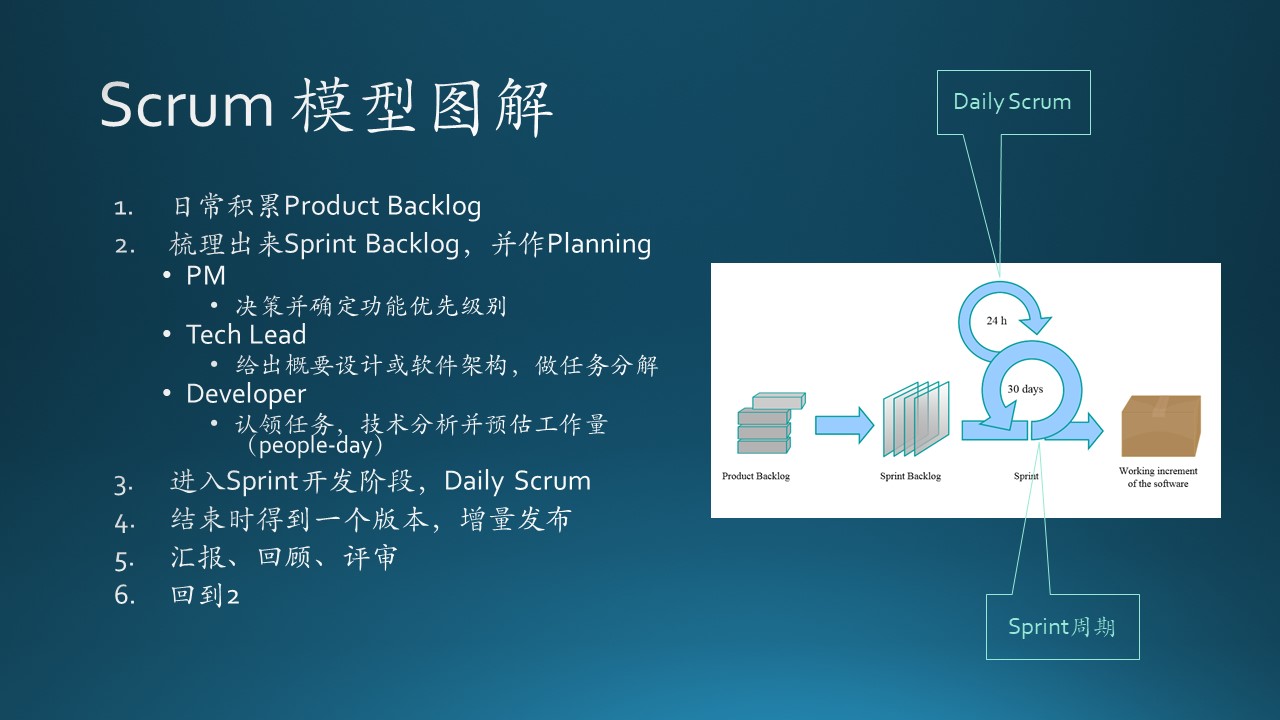 Scrum 模型图解
1. 日常积累Product Backlog
2. 梳理出来Sprint Backlog，并作Planning
• PM
• 决策并确定功能优先级别
• Tech Lead
• 给出概要设计或软件架构，做任务分解
• Developer
• 认领任务，技术分析并预估工作量
（people-day）
3. 进入Sprint开发阶段，Daily Scrum
4. 结束时得到一个版本，增量发布
5. 汇报、回顾、评审
6. 回到2
Daily Scrum
24 h
30 days
Product Backlog
Sprint Backlog
Sprint
Working increment
of the software
Sprint周期